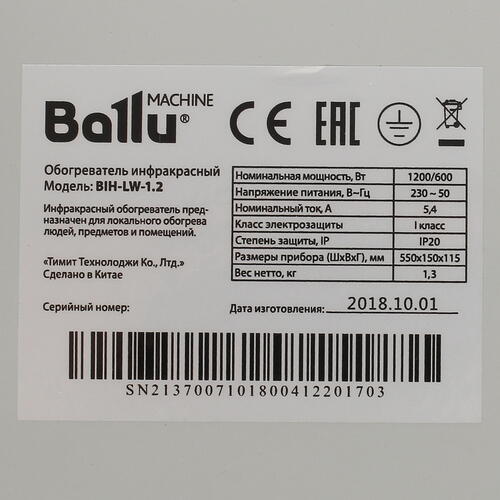 Ballu® MACHINE
CE EAC
Обогреватель инфракрасный
Модель: BIH-LW-1.2
Инфракрасный обогреватель пред-
назначен для локального обогрева
людей, предметов и помещений.
«Тимит Технолоджи Ко., Лтд.»
Сделано в Китае
Номинальная мощность, Вт 1200/600
Напряжение питания, В~Гц 230 ~ 50
Номинальный ток, А 5,4
Класс электрозащиты I класс
Степень защиты, IP IP20
Размеры прибора (ШхВхГ), мм 550x150x115
Вес нетто, кг 1,3
Серийный номер:
Дата изготовления: 2018.10.01
SN2137007101800412201703